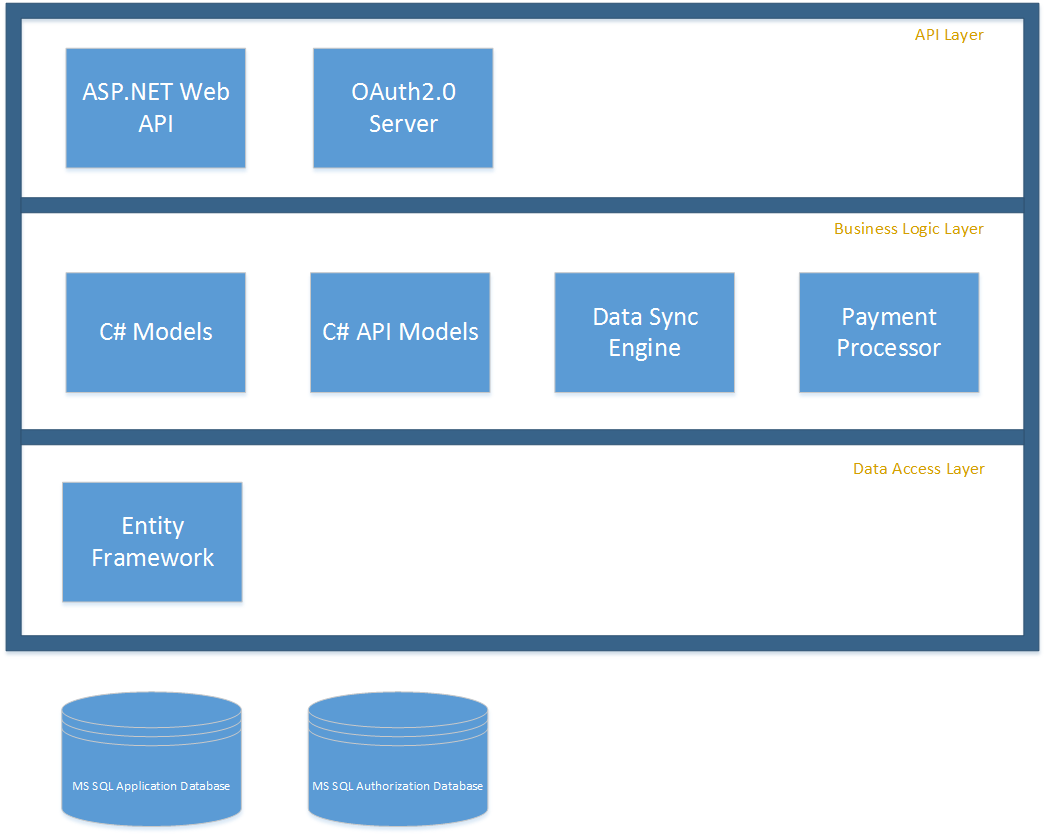 API Layer
ASP.NET Web
API
OAuth2.0
Server
Business Logic Layer
C# Models
C# API Models
Data Sync
Engine
Payment
Processor
Data Access Layer
Entity
Framework
MS SQL Application Database
MS SQL Authorization Database